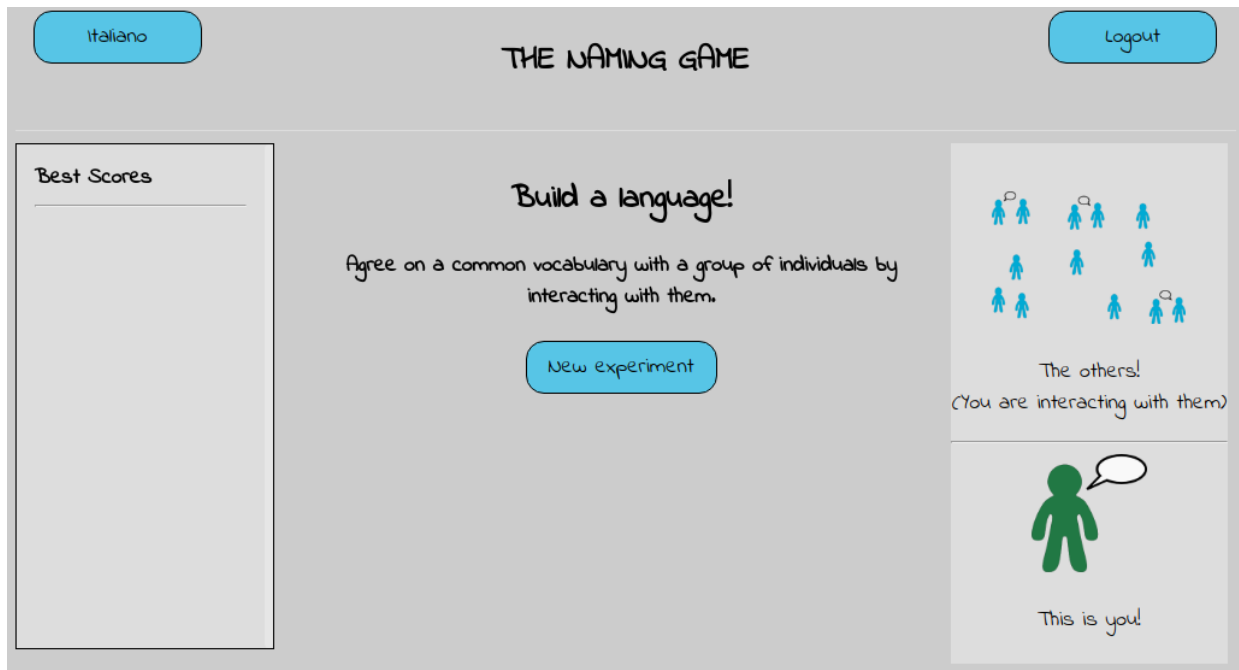 Italiano
THE NAMING GAME
Logout
Best Scores
Build a language!
Agree on a common vocabulary with a group of individuals by
interacting with them.
New experiment
The others!
(You are interacting with them)
This is you!